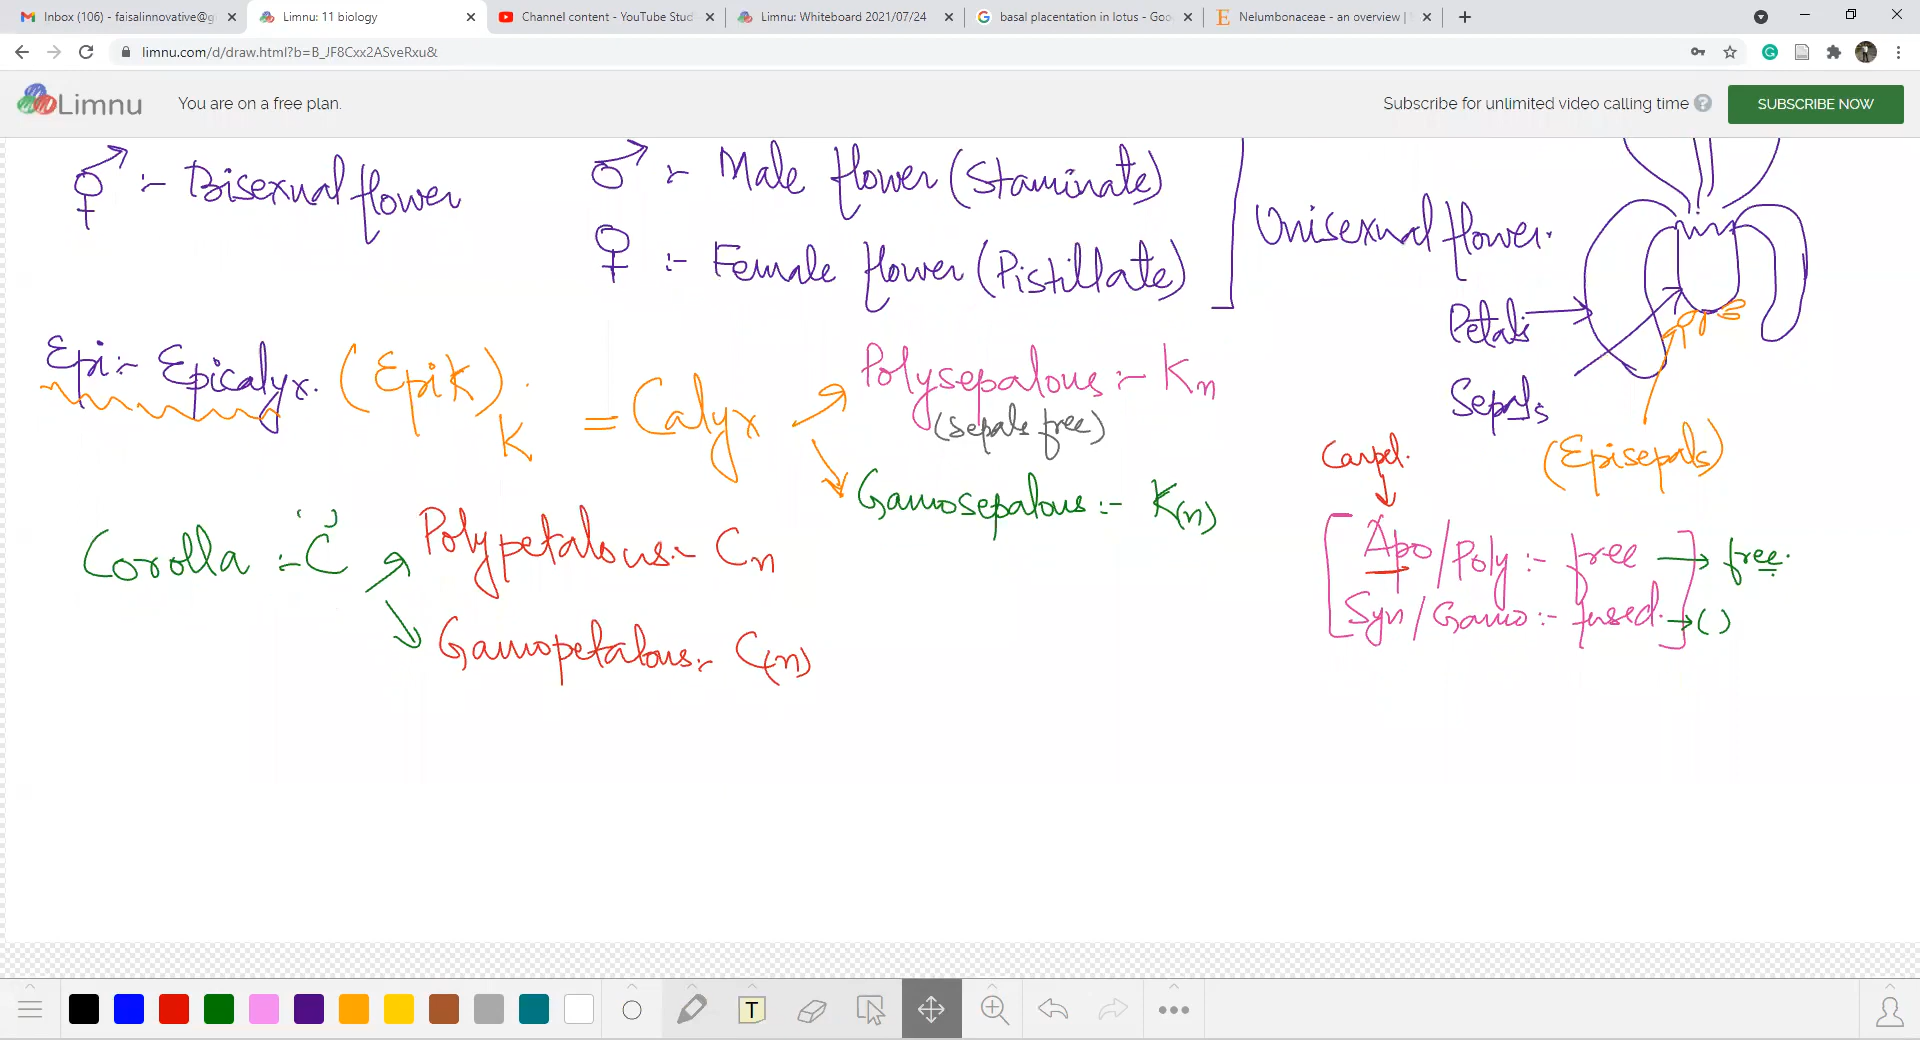 Inbox (106) - faisalinnovative@g
Limnu: 11 biology
Channel content - YouTube Stud
Limnu: Whiteboard 2021/07/24
basal placentation in lotus - Goo
Nelumbonaceae - an overview |
limnu.com/d/draw.html?b=B_JF8Cxx2ASveRxu&
Limnu
You are on a free plan.
Subscribe for unlimited video calling time ?
SUBSCRIBE NOW
⚥ :- Bisexual flower
♂ :- Male flower (Staminate)
♀ :- Female flower (Pistillate)
Unisexual flower.
Petals
Sepals
(Episepals)
Epi :- Epicalyx. (Epik)
K = Calyx
Polysepalous :- Kn
(sepals free)
Gamosepalous :- K(n)
Corolla :- C
Polypetalous :- Cn
Gamopetalous :- C(n)
Carpel.
Apo/Poly :- free → free.
Syn/Gamo :- fused. → ( )
T